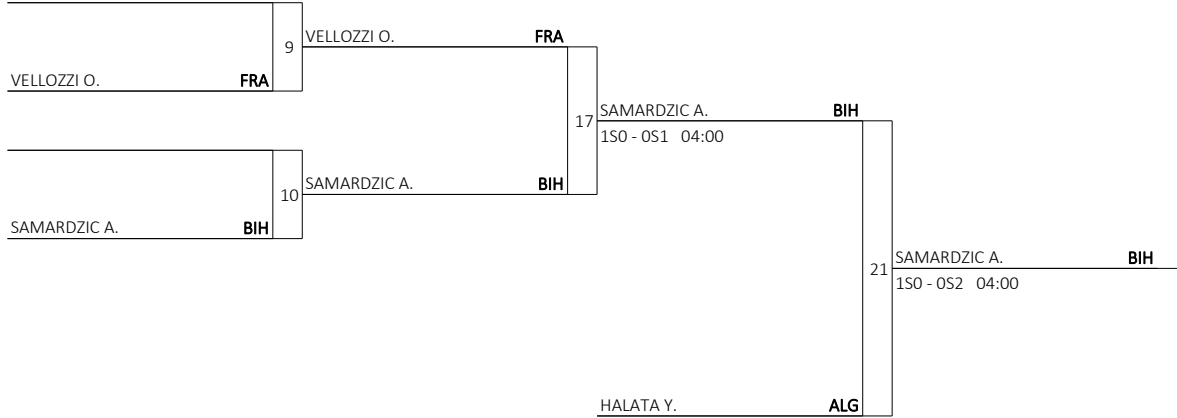 VELLOZZI O. FRA
9
VELLOZZI O. FRA
SAMARDZIC A. BIH
17
1S0 - 0S1 04:00
SAMARDZIC A. BIH
10
SAMARDZIC A. BIH
SAMARDZIC A. BIH
21
1S0 - 0S2 04:00
HALATA Y. ALG